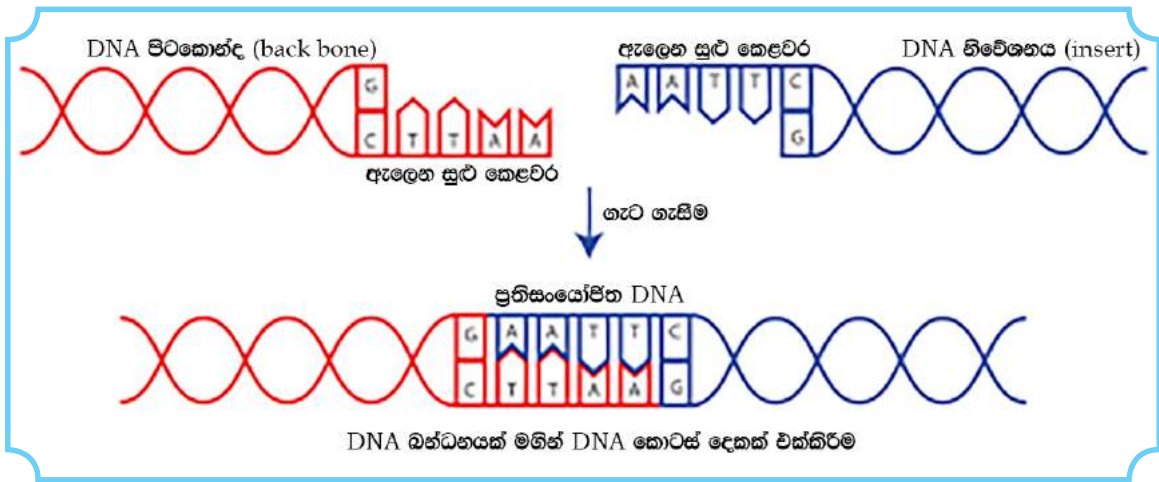 DNA පිටකොන්ද (back bone)
ඇලෙන සුළු කෙළවර
DNA නිවේශනය (insert)
G
C T T A A
ඇලෙන සුළු කෙළවර
A A T T C
G
ගැට ගැසීම
ප්‍රතිසංයෝජිත DNA
G A A T T C
C T T A A G
DNA බන්ධනයක් මගින් DNA කොටස් දෙකක් එක්කිරීම